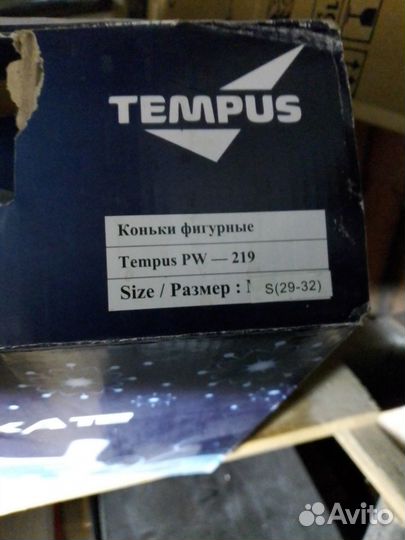 TEMPUS
Коньки фигурные
Tempus PW — 219
Size / Размер : S(29-32)
Avito